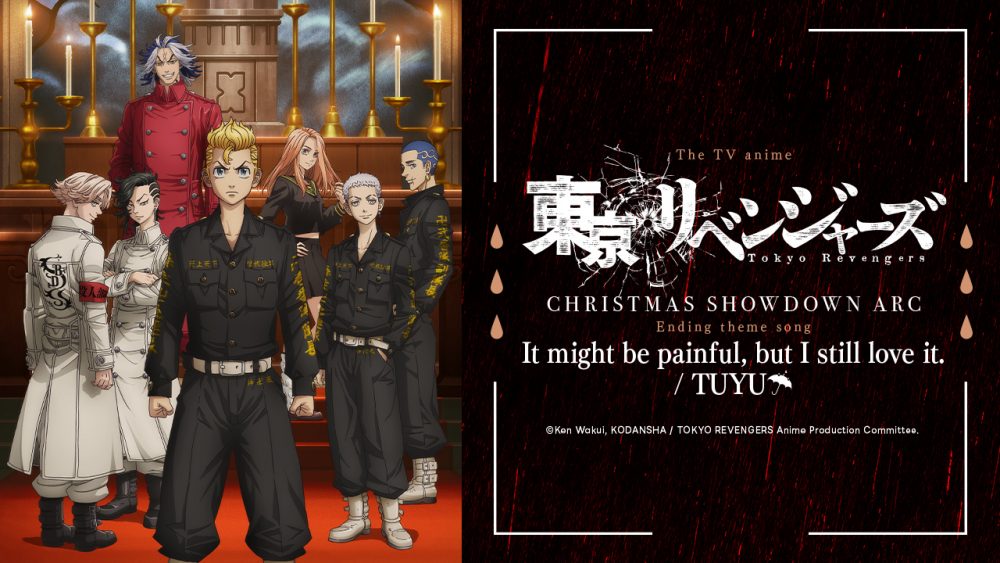 The TV anime
東京リベンジャーズ
Tokyo Revengers
CHRISTMAS SHOWDOWN ARC
Ending theme song
It might be painful, but I still love it.
/ TUYU
©Ken Wakui, KODANSHA / TOKYO REVENGERS Anime Production Committee.